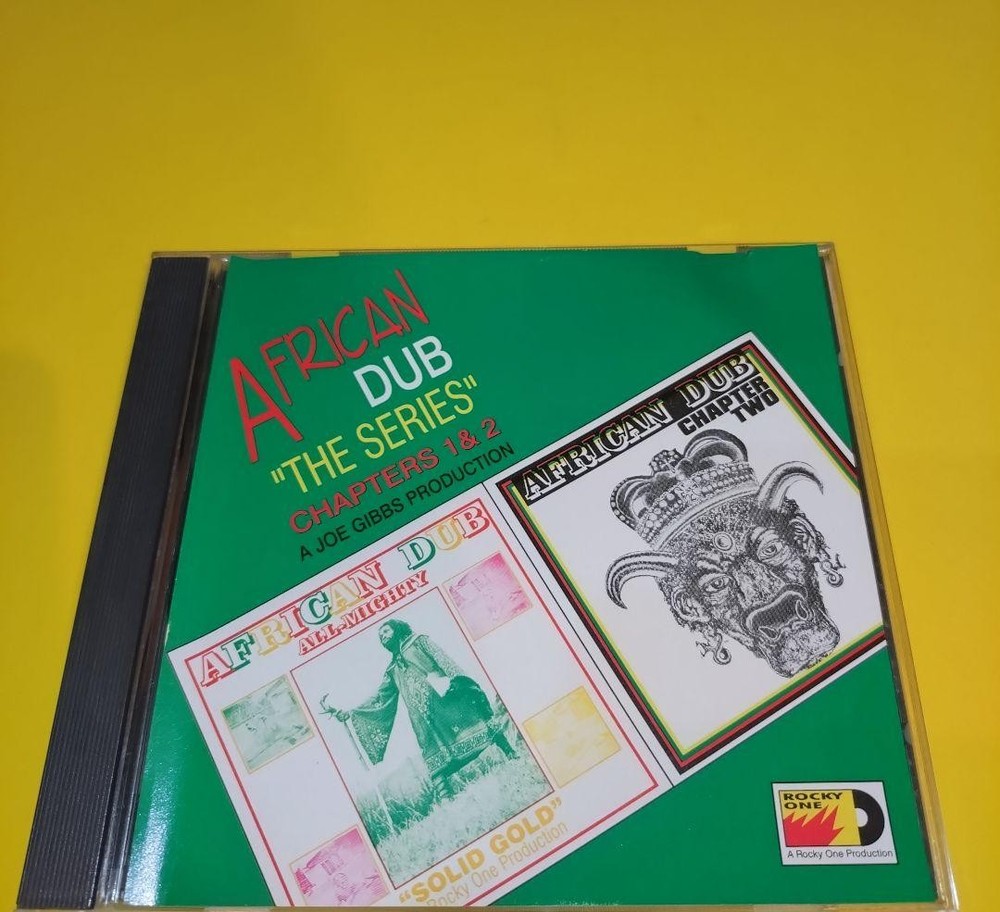 AFRICAN
DUB
"THE SERIES"
CHAPTERS 1 & 2
A JOE GIBBS PRODUCTION
AFRICAN DUB
CHAPTER
TWO
AFRICAN DUB
ALL-MIGHTY
"SOLID GOLD"
Rocky One Production
ROCKY
ONE
A Rocky One Production